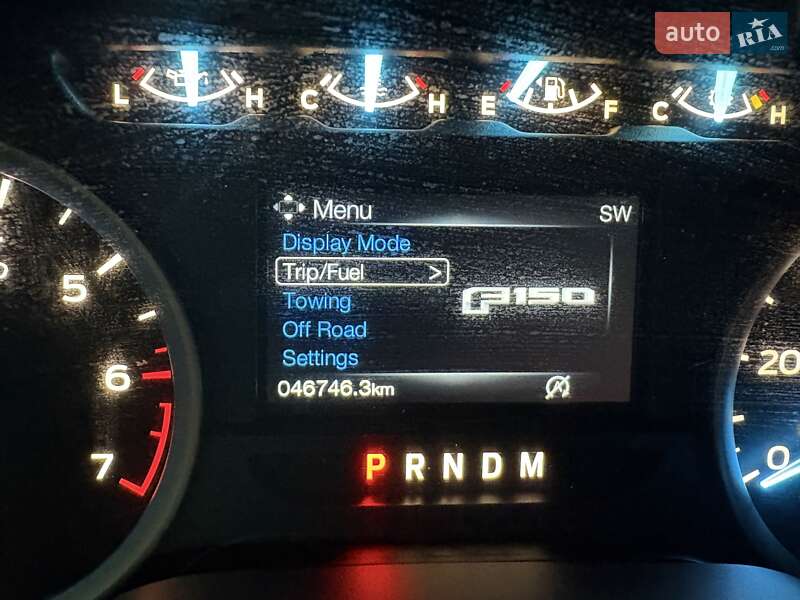 auto RIA .com
L H C H E F C H
Menu SW
Display Mode
Trip/Fuel >
Towing
F150
Off Road
Settings
046746.3km
5
6
7
20
0
P R N D M